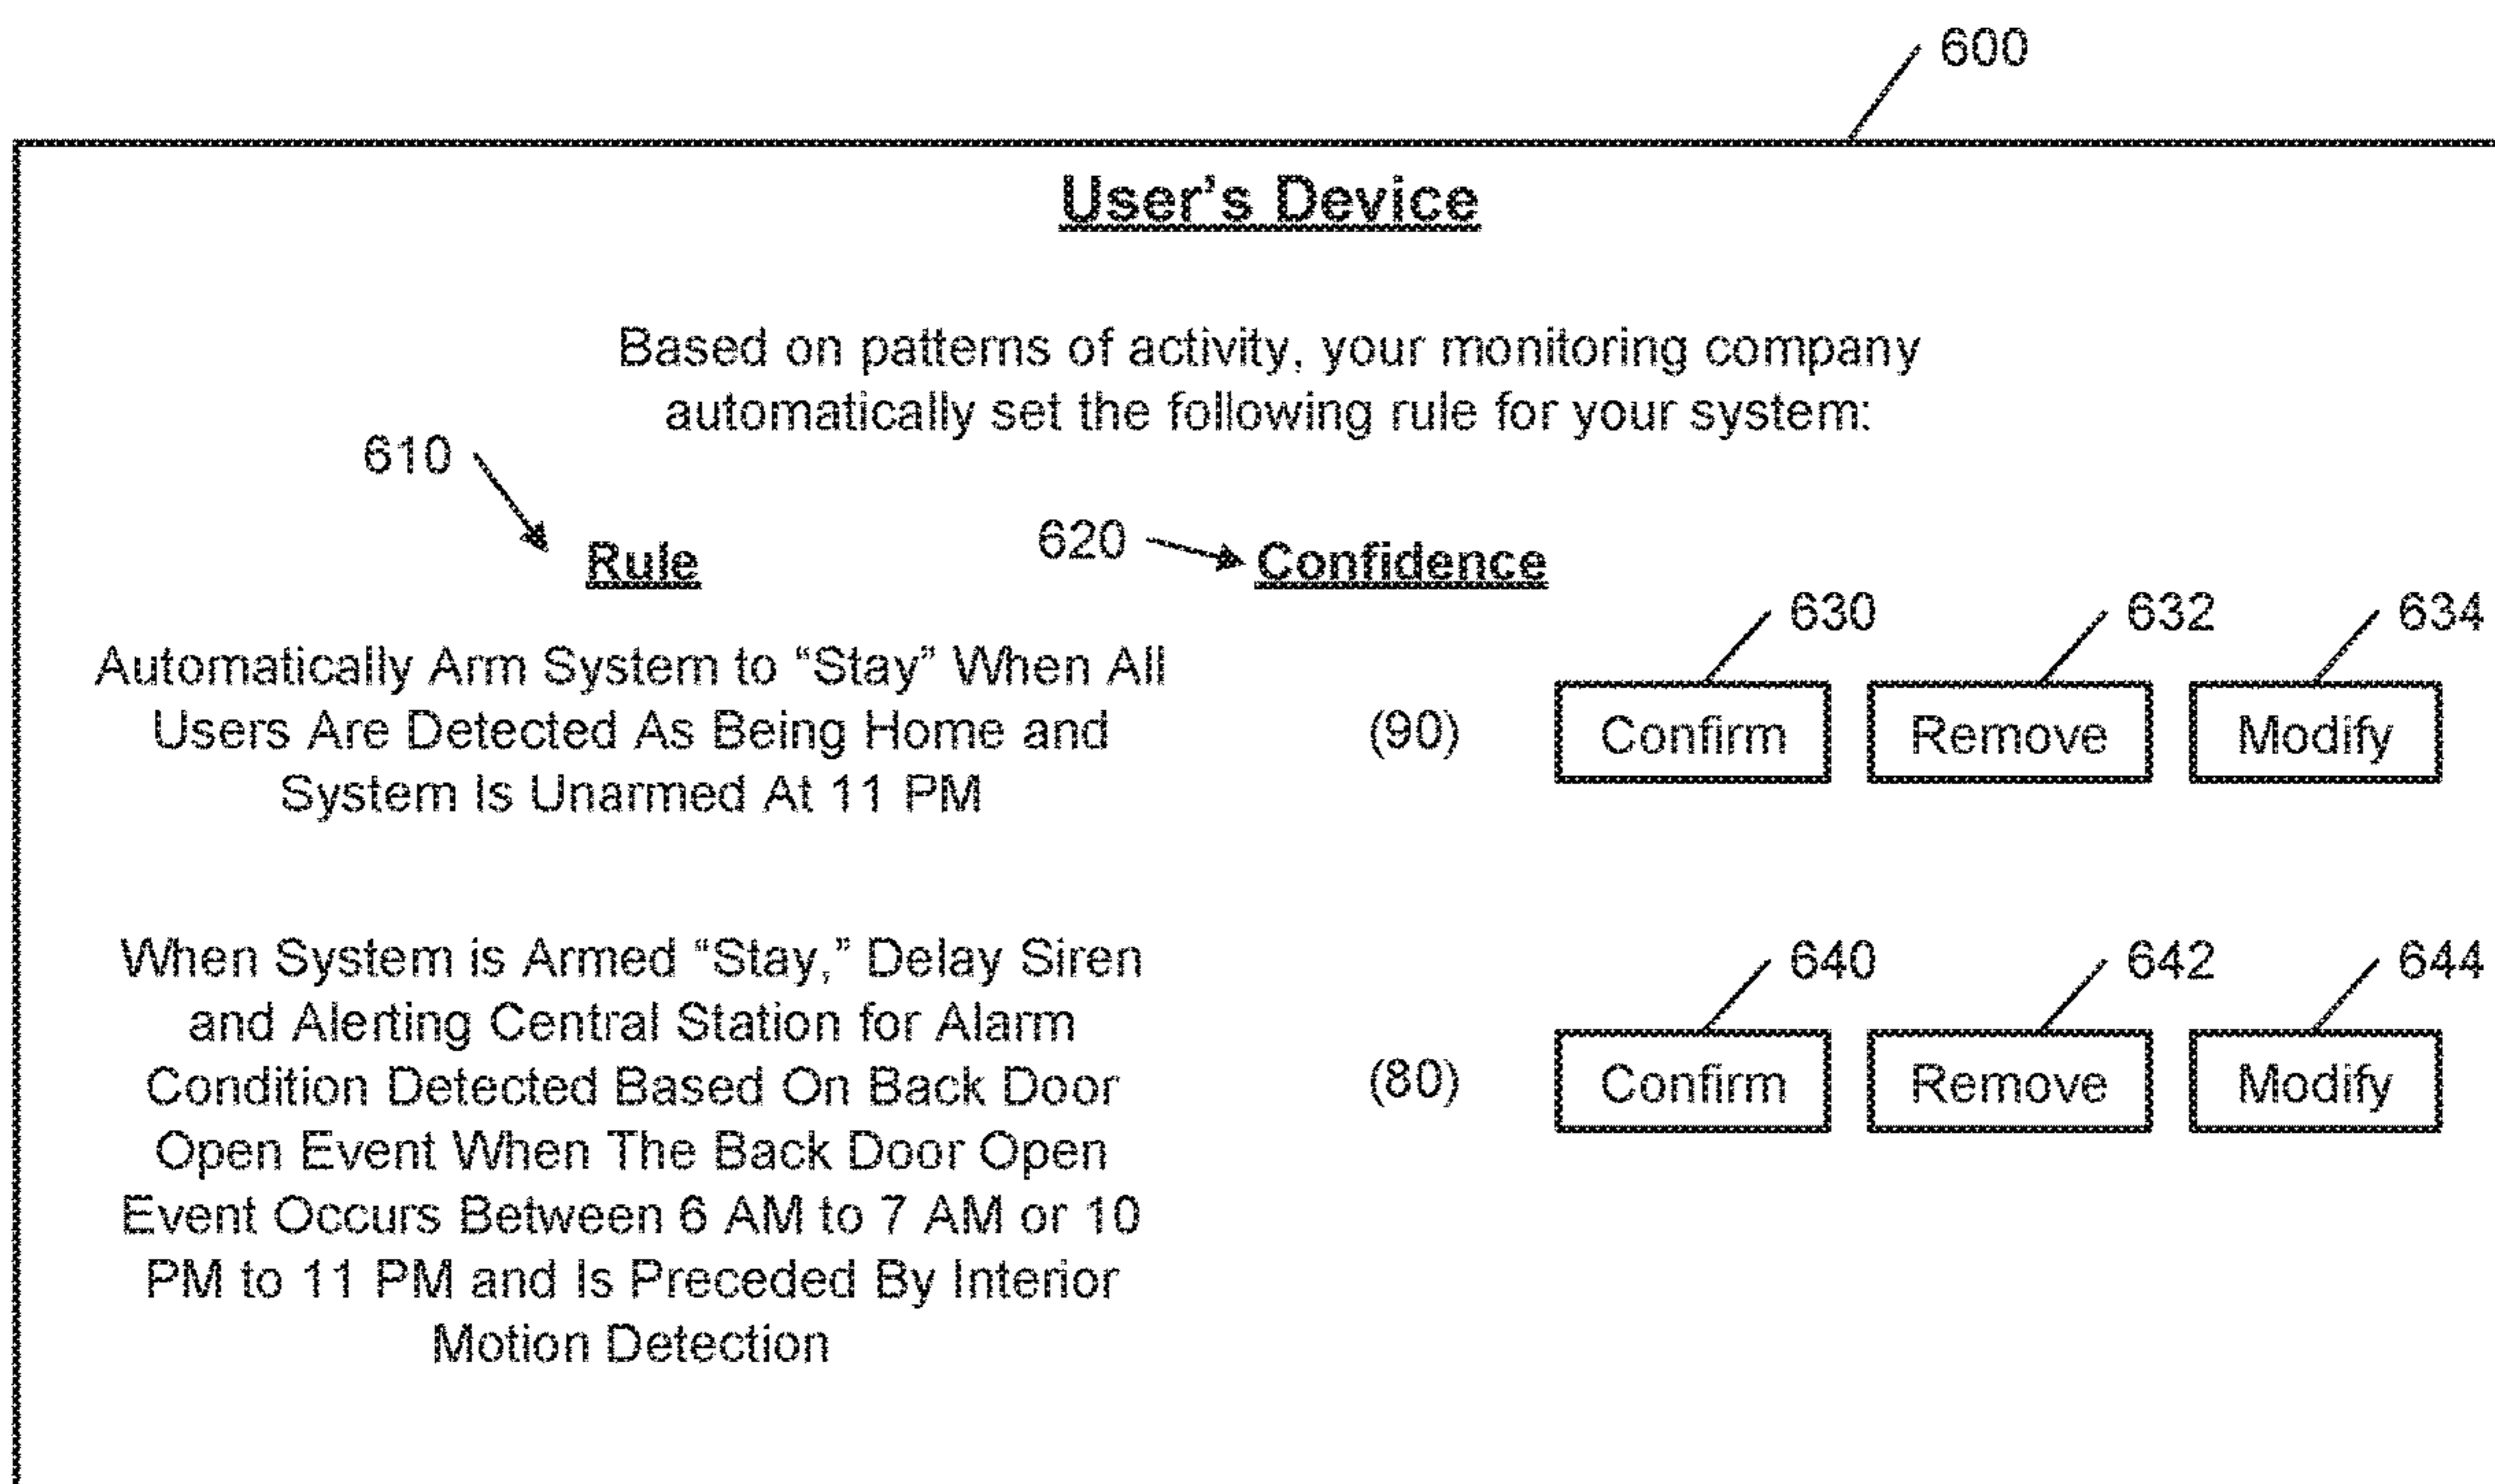 600
User's Device
Based on patterns of activity, your monitoring company
automatically set the following rule for your system:
610
620
Rule
Confidence
630
632
634
Automatically Arm System to “Stay” When All
Users Are Detected As Being Home and
System Is Unarmed At 11 PM
(90)
Confirm
Remove
Modify
640
642
644
When System is Armed “Stay,” Delay Siren
and Alerting Central Station for Alarm
Condition Detected Based On Back Door
Open Event When The Back Door Open
Event Occurs Between 6 AM to 7 AM or 10
PM to 11 PM and Is Preceded By Interior
Motion Detection
(80)
Confirm
Remove
Modify